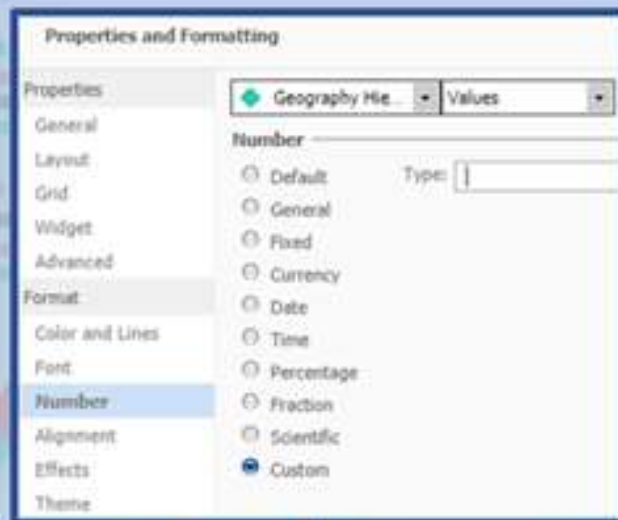 Properties and Formatting
Properties
General
Layout
Grid
Widget
Advanced
Format
Color and Lines
Font
Number
Alignment
Effects
Theme
Geography Hie...
Values
Number
Default
Type:
General
Fixed
Currency
Date
Time
Percentage
Fraction
Scientific
Custom